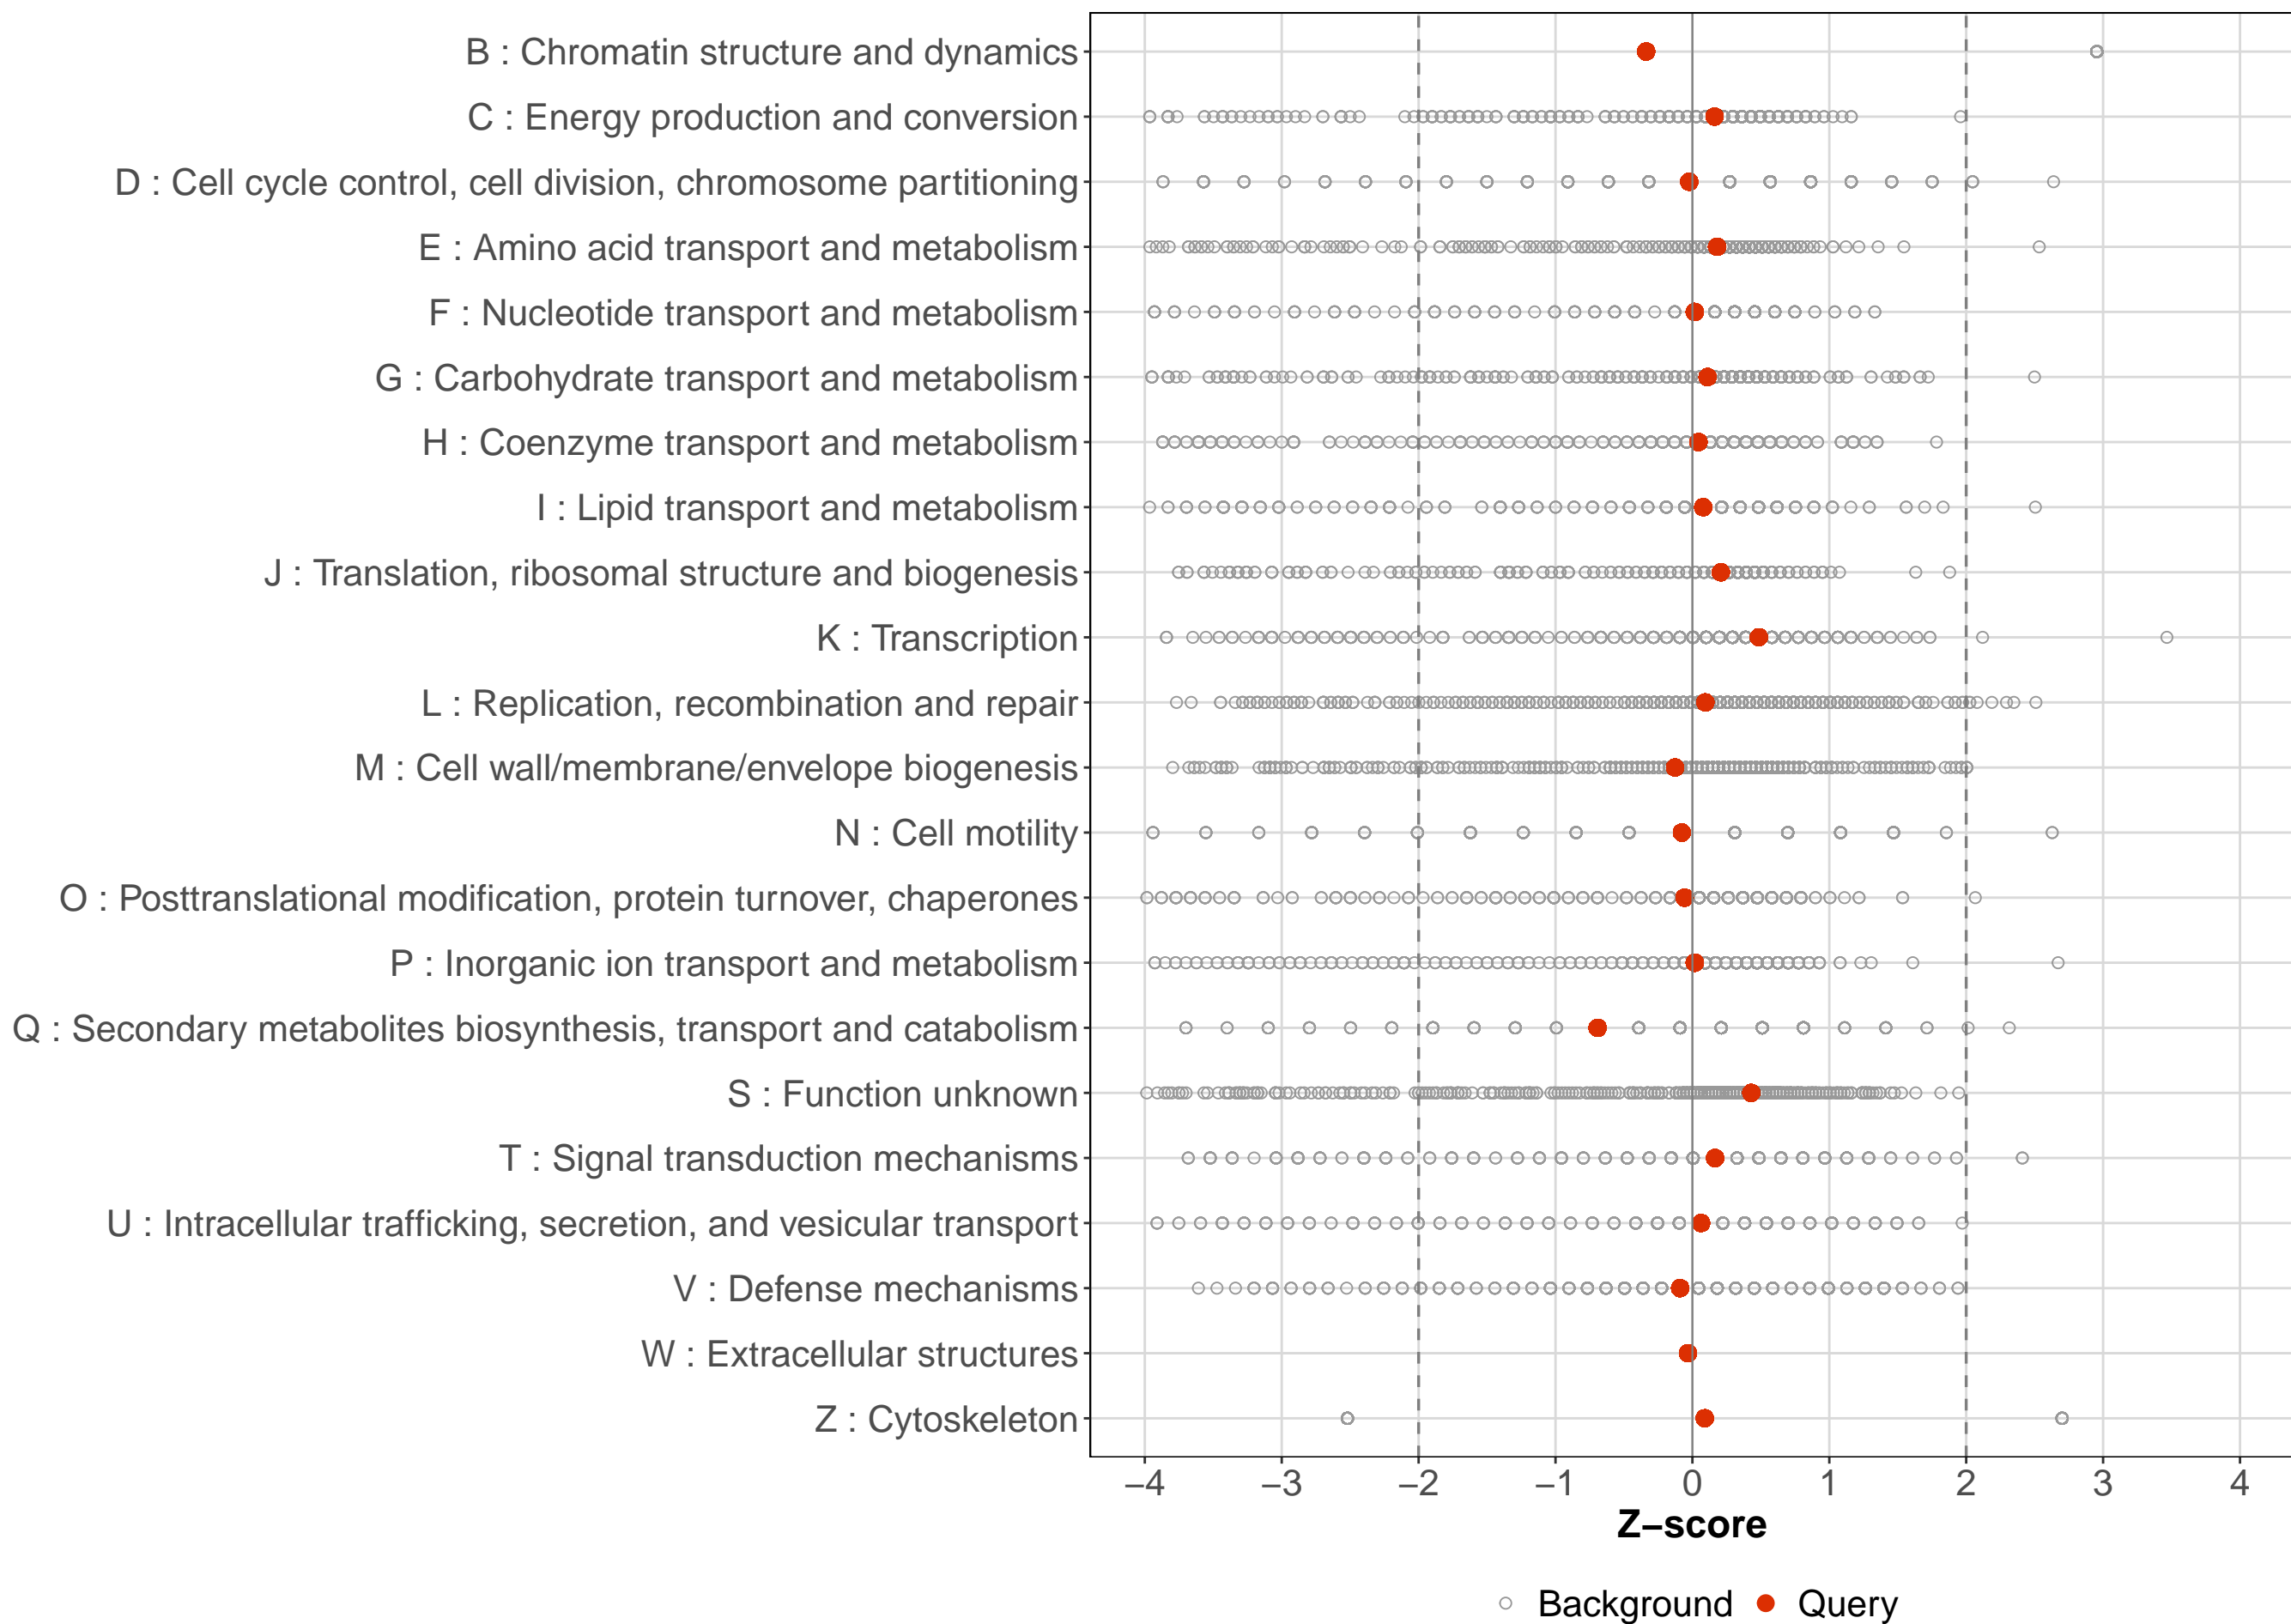 B : Chromatin structure and dynamics
C : Energy production and conversion
D : Cell cycle control, cell division, chromosome partitioning
E : Amino acid transport and metabolism
F : Nucleotide transport and metabolism
G : Carbohydrate transport and metabolism
H : Coenzyme transport and metabolism
I : Lipid transport and metabolism
J : Translation, ribosomal structure and biogenesis
K : Transcription
L : Replication, recombination and repair
M : Cell wall/membrane/envelope biogenesis
N : Cell motility
O : Posttranslational modification, protein turnover, chaperones
P : Inorganic ion transport and metabolism
Q : Secondary metabolites biosynthesis, transport and catabolism
S : Function unknown
T : Signal transduction mechanisms
U : Intracellular trafficking, secretion, and vesicular transport
V : Defense mechanisms
W : Extracellular structures
Z : Cytoskeleton
−4 −3 −2 −1 0 1 2 3 4
Z−score
Background Query